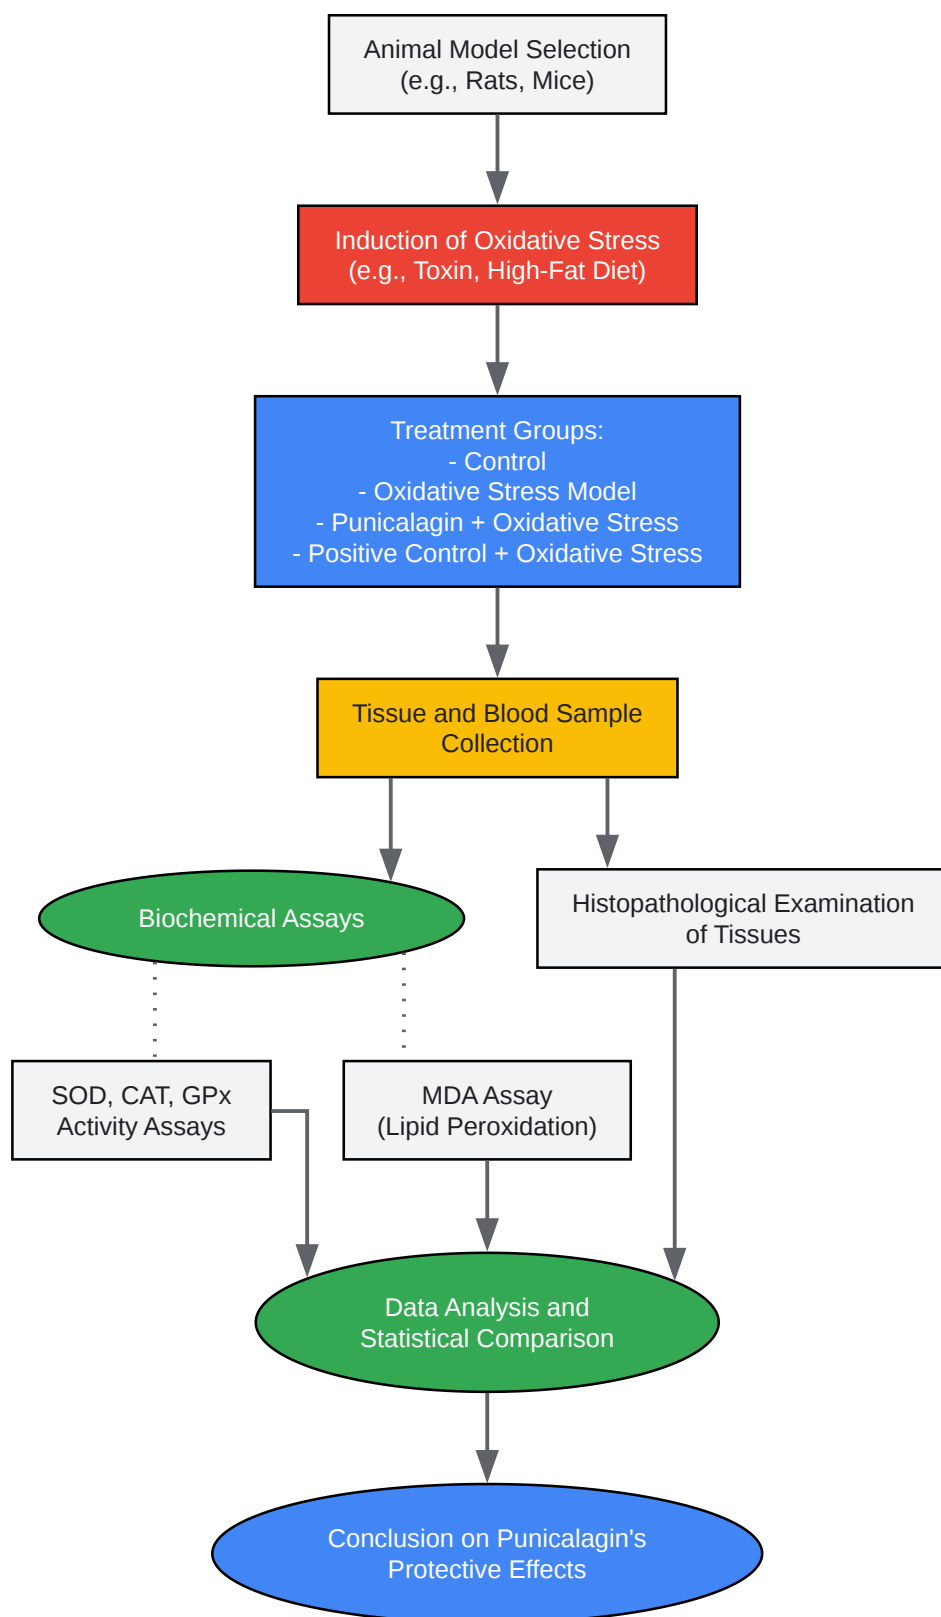 Animal Model Selection
(e.g., Rats, Mice)
Induction of Oxidative Stress
(e.g., Toxin, High-Fat Diet)
Treatment Groups:
- Control
- Oxidative Stress Model
- Punicalagin + Oxidative Stress
- Positive Control + Oxidative Stress
Tissue and Blood Sample
Collection
Biochemical Assays
Histopathological Examination
of Tissues
SOD, CAT, GPx
Activity Assays
MDA Assay
(Lipid Peroxidation)
Data Analysis and
Statistical Comparison
Conclusion on Punicalagin's
Protective Effects